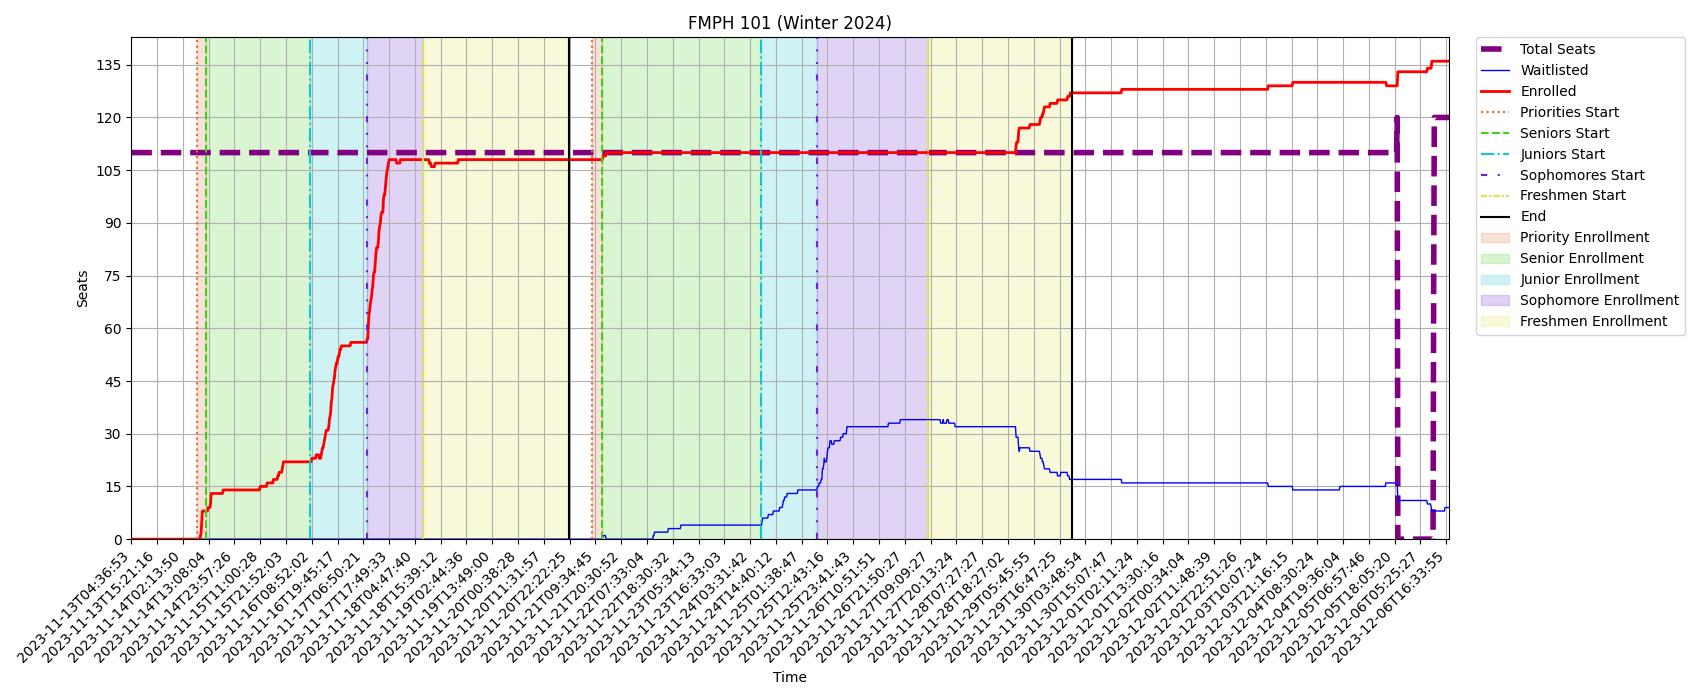 FMPH 101 (Winter 2024)
Seats
135
120
105
90
75
60
45
30
15
0
2023-11-13T04:36:53
2023-11-13T15:21:16
2023-11-14T02:13:50
2023-11-14T13:08:04
2023-11-14T23:57:26
2023-11-15T11:00:28
2023-11-15T21:52:03
2023-11-16T08:52:02
2023-11-16T19:45:17
2023-11-17T06:50:21
2023-11-17T17:49:33
2023-11-18T04:47:40
2023-11-18T15:39:12
2023-11-19T02:44:36
2023-11-19T13:49:00
2023-11-20T00:38:28
2023-11-20T11:31:57
2023-11-20T22:22:25
2023-11-21T09:34:45
2023-11-21T20:30:52
2023-11-22T07:33:04
2023-11-22T18:30:32
2023-11-23T05:34:13
2023-11-23T16:33:03
2023-11-24T03:31:42
2023-11-24T14:40:12
2023-11-25T01:38:47
2023-11-25T12:43:16
2023-11-25T23:41:43
2023-11-26T10:51:51
2023-11-26T21:50:27
2023-11-27T09:09:27
2023-11-27T20:13:24
2023-11-28T07:27:27
2023-11-28T18:27:02
2023-11-29T05:45:55
2023-11-29T16:47:25
2023-11-30T03:48:54
2023-11-30T15:07:47
2023-12-01T02:11:24
2023-12-01T13:30:16
2023-12-02T00:34:04
2023-12-02T11:48:39
2023-12-02T22:51:26
2023-12-03T10:07:24
2023-12-03T21:16:15
2023-12-04T08:30:24
2023-12-04T19:36:04
2023-12-05T06:57:46
2023-12-05T18:05:20
2023-12-06T05:25:27
2023-12-06T16:33:55
Time
Total Seats
Waitlisted
Enrolled
Priorities Start
Seniors Start
Juniors Start
Sophomores Start
Freshmen Start
End
Priority Enrollment
Senior Enrollment
Junior Enrollment
Sophomore Enrollment
Freshmen Enrollment